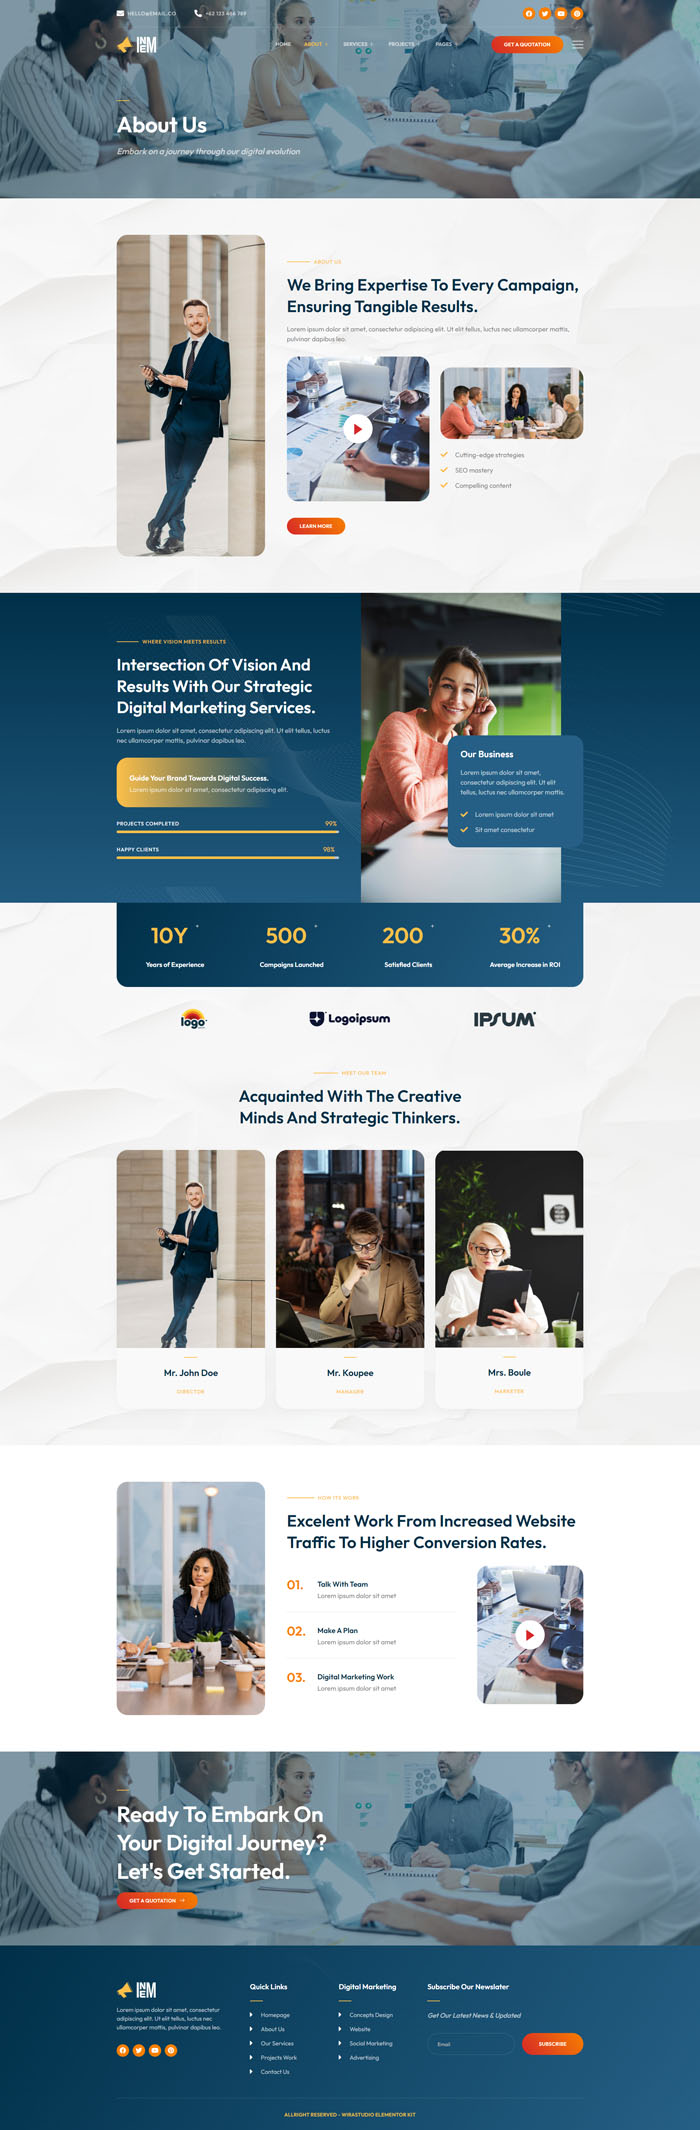 HELLO@EMAIL.CO
+62 123 456 789
INEM
HOME
ABOUT
SERVICES
PROJECTS
PAGES
GET A QUOTATION
About Us
Embark on a journey through our digital evolution
ABOUT US
We Bring Expertise To Every Campaign,
Ensuring Tangible Results.
Lorem ipsum dolor sit amet, consectetur adipiscing elit. Ut elit tellus, luctus nec ullamcorper mattis,
pulvinar dapibus leo.
Cutting-edge strategies
SEO mastery
Compelling content
LEARN MORE
WHERE VISION MEETS RESULTS
Intersection Of Vision And
Results With Our Strategic
Digital Marketing Services.
Lorem ipsum dolor sit amet, consectetur adipiscing elit. Ut elit tellus, luctus
nec ullamcorper mattis, pulvinar dapibus leo.
Guide Your Brand Towards Digital Success.
Lorem ipsum dolor sit amet, consectetur adipiscing elit.
PROJECTS COMPLETED 99%
HAPPY CLIENTS 98%
Our Business
Lorem ipsum dolor sit amet,
consectetur adipiscing elit. Ut elit
tellus, luctus nec ullamcorper mattis.
Lorem ipsum dolor sit amet
Sit amet consectetur
10Y +
Years of Experience
500 +
Campaigns Launched
200 +
Satisfied Clients
30% +
Average Increase in ROI
logo
Logoipsum
IPSUM
MEET OUR TEAM
Acquainted With The Creative
Minds And Strategic Thinkers.
Mr. John Doe
DIRECTOR
Mr. Koupee
MANAGER
Mrs. Boule
MARKETER
HOW ITS WORK
Excelent Work From Increased Website
Traffic To Higher Conversion Rates.
01. Talk With Team
Lorem ipsum dolor sit amet
02. Make A Plan
Lorem ipsum dolor sit amet
03. Digital Marketing Work
Lorem ipsum dolor sit amet
Ready To Embark On
Your Digital Journey?
Let's Get Started.
GET A QUOTATION
INEM
Lorem ipsum dolor sit amet, consectetur
adipiscing elit. Ut elit tellus, luctus nec
ullamcorper mattis, pulvinar dapibus leo.
Quick Links
Homepage
About Us
Our Services
Projects Work
Contact Us
Digital Marketing
Concepts Design
Website
Social Marketing
Advertising
Subscribe Our Newslater
Get Our Latest News & Updated
Email
SUBSCRIBE
ALLRIGHT RESERVED - WIRASTUDIO ELEMENTOR KIT